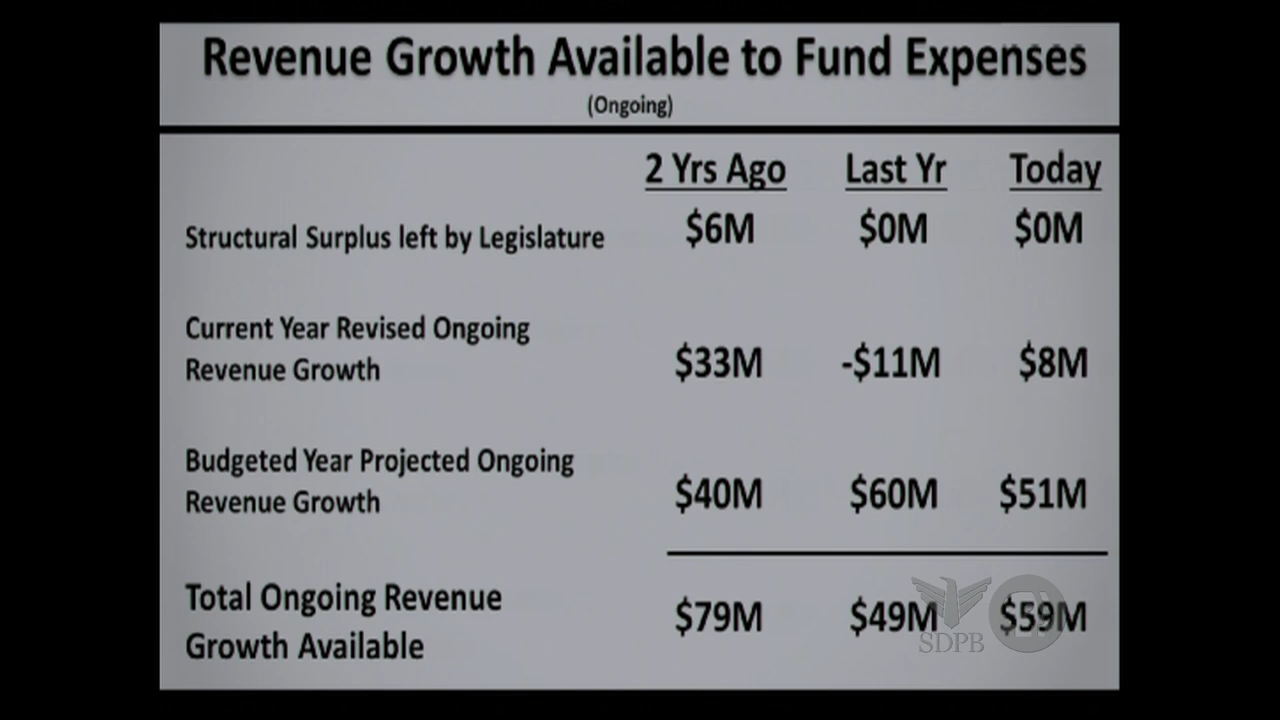 Revenue Growth Available to Fund Expenses
(Ongoing)
2 Yrs Ago Last Yr Today
Structural Surplus left by Legislature $6M $0M $0M
Current Year Revised Ongoing
Revenue Growth $33M -$11M $8M
Budgeted Year Projected Ongoing
Revenue Growth $40M $60M $51M
Total Ongoing Revenue
Growth Available $79M $49M $59M
SDPB